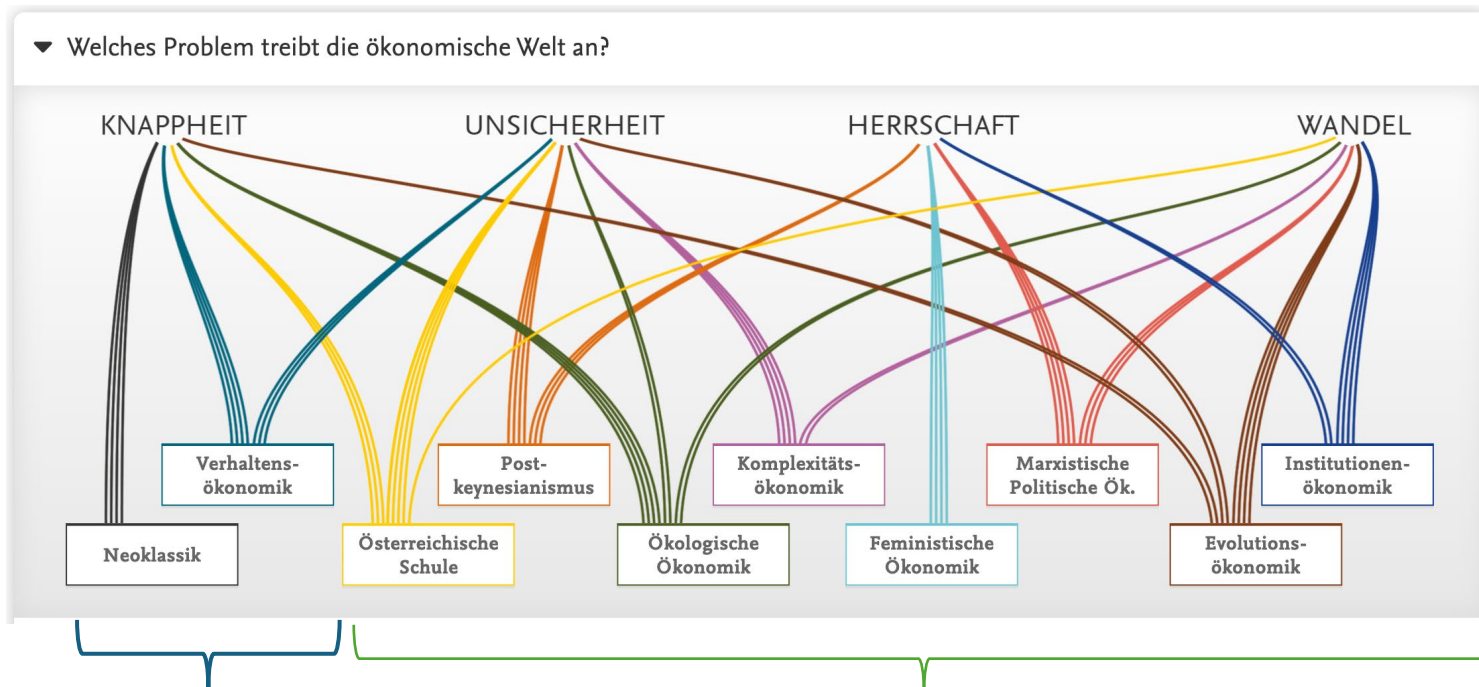 Welches Problem treibt die ökonomische Welt an?
KNAPPHEIT
UNSICHERHEIT
HERRSCHAFT
WANDEL
Verhaltens-
ökonomik
Post-
keynesianismus
Komplexitäts-
ökonomik
Marxistische
Politische Ök.
Institutionen-
ökonomik
Neoklassik
Österreichische
Schule
Ökologische
Ökonomik
Feministische
Ökonomik
Evolutions-
ökonomik